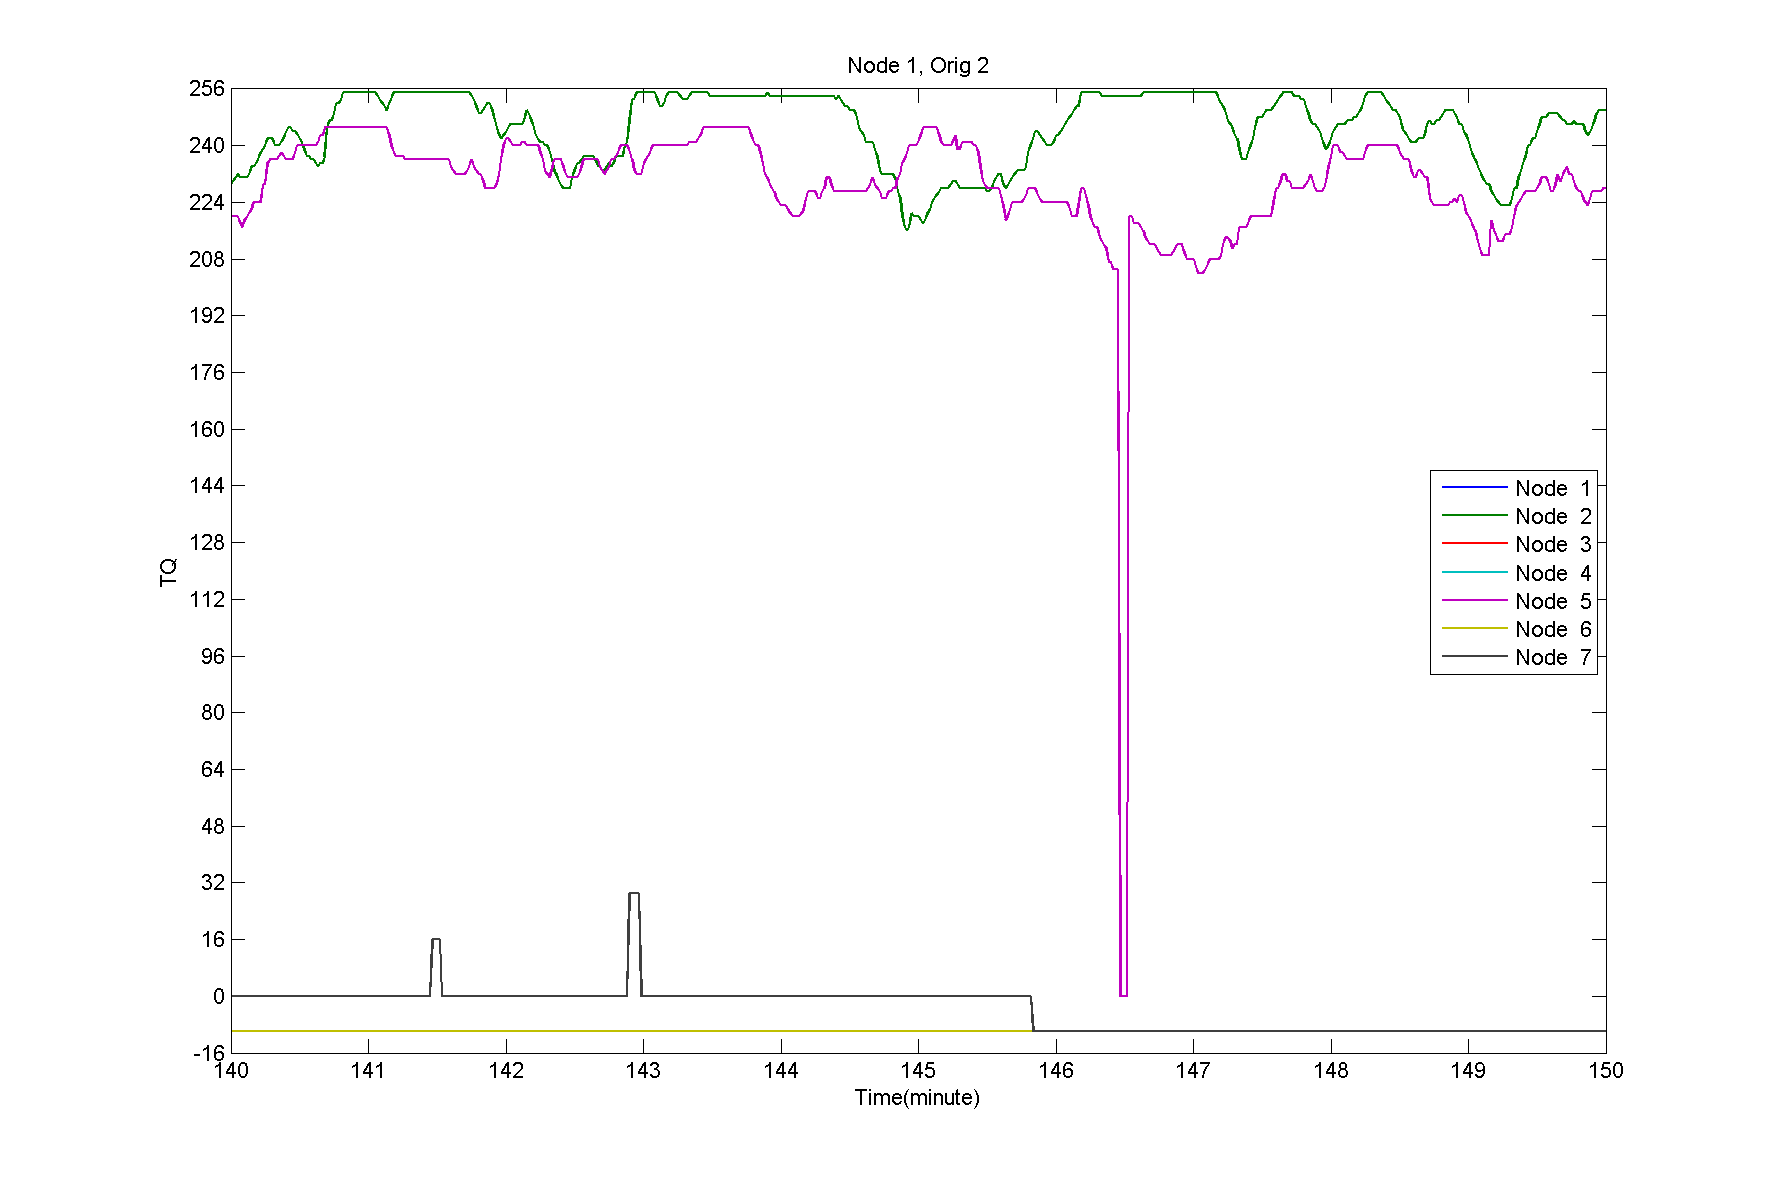 Node 1, Orig 2
256
240
224
208
192
176
160
144
128
112
96
80
64
48
32
16
0
-16
TQ
Node 1
Node 2
Node 3
Node 4
Node 5
Node 6
Node 7
140 141 142 143 144 145 146 147 148 149 150
Time(minute)